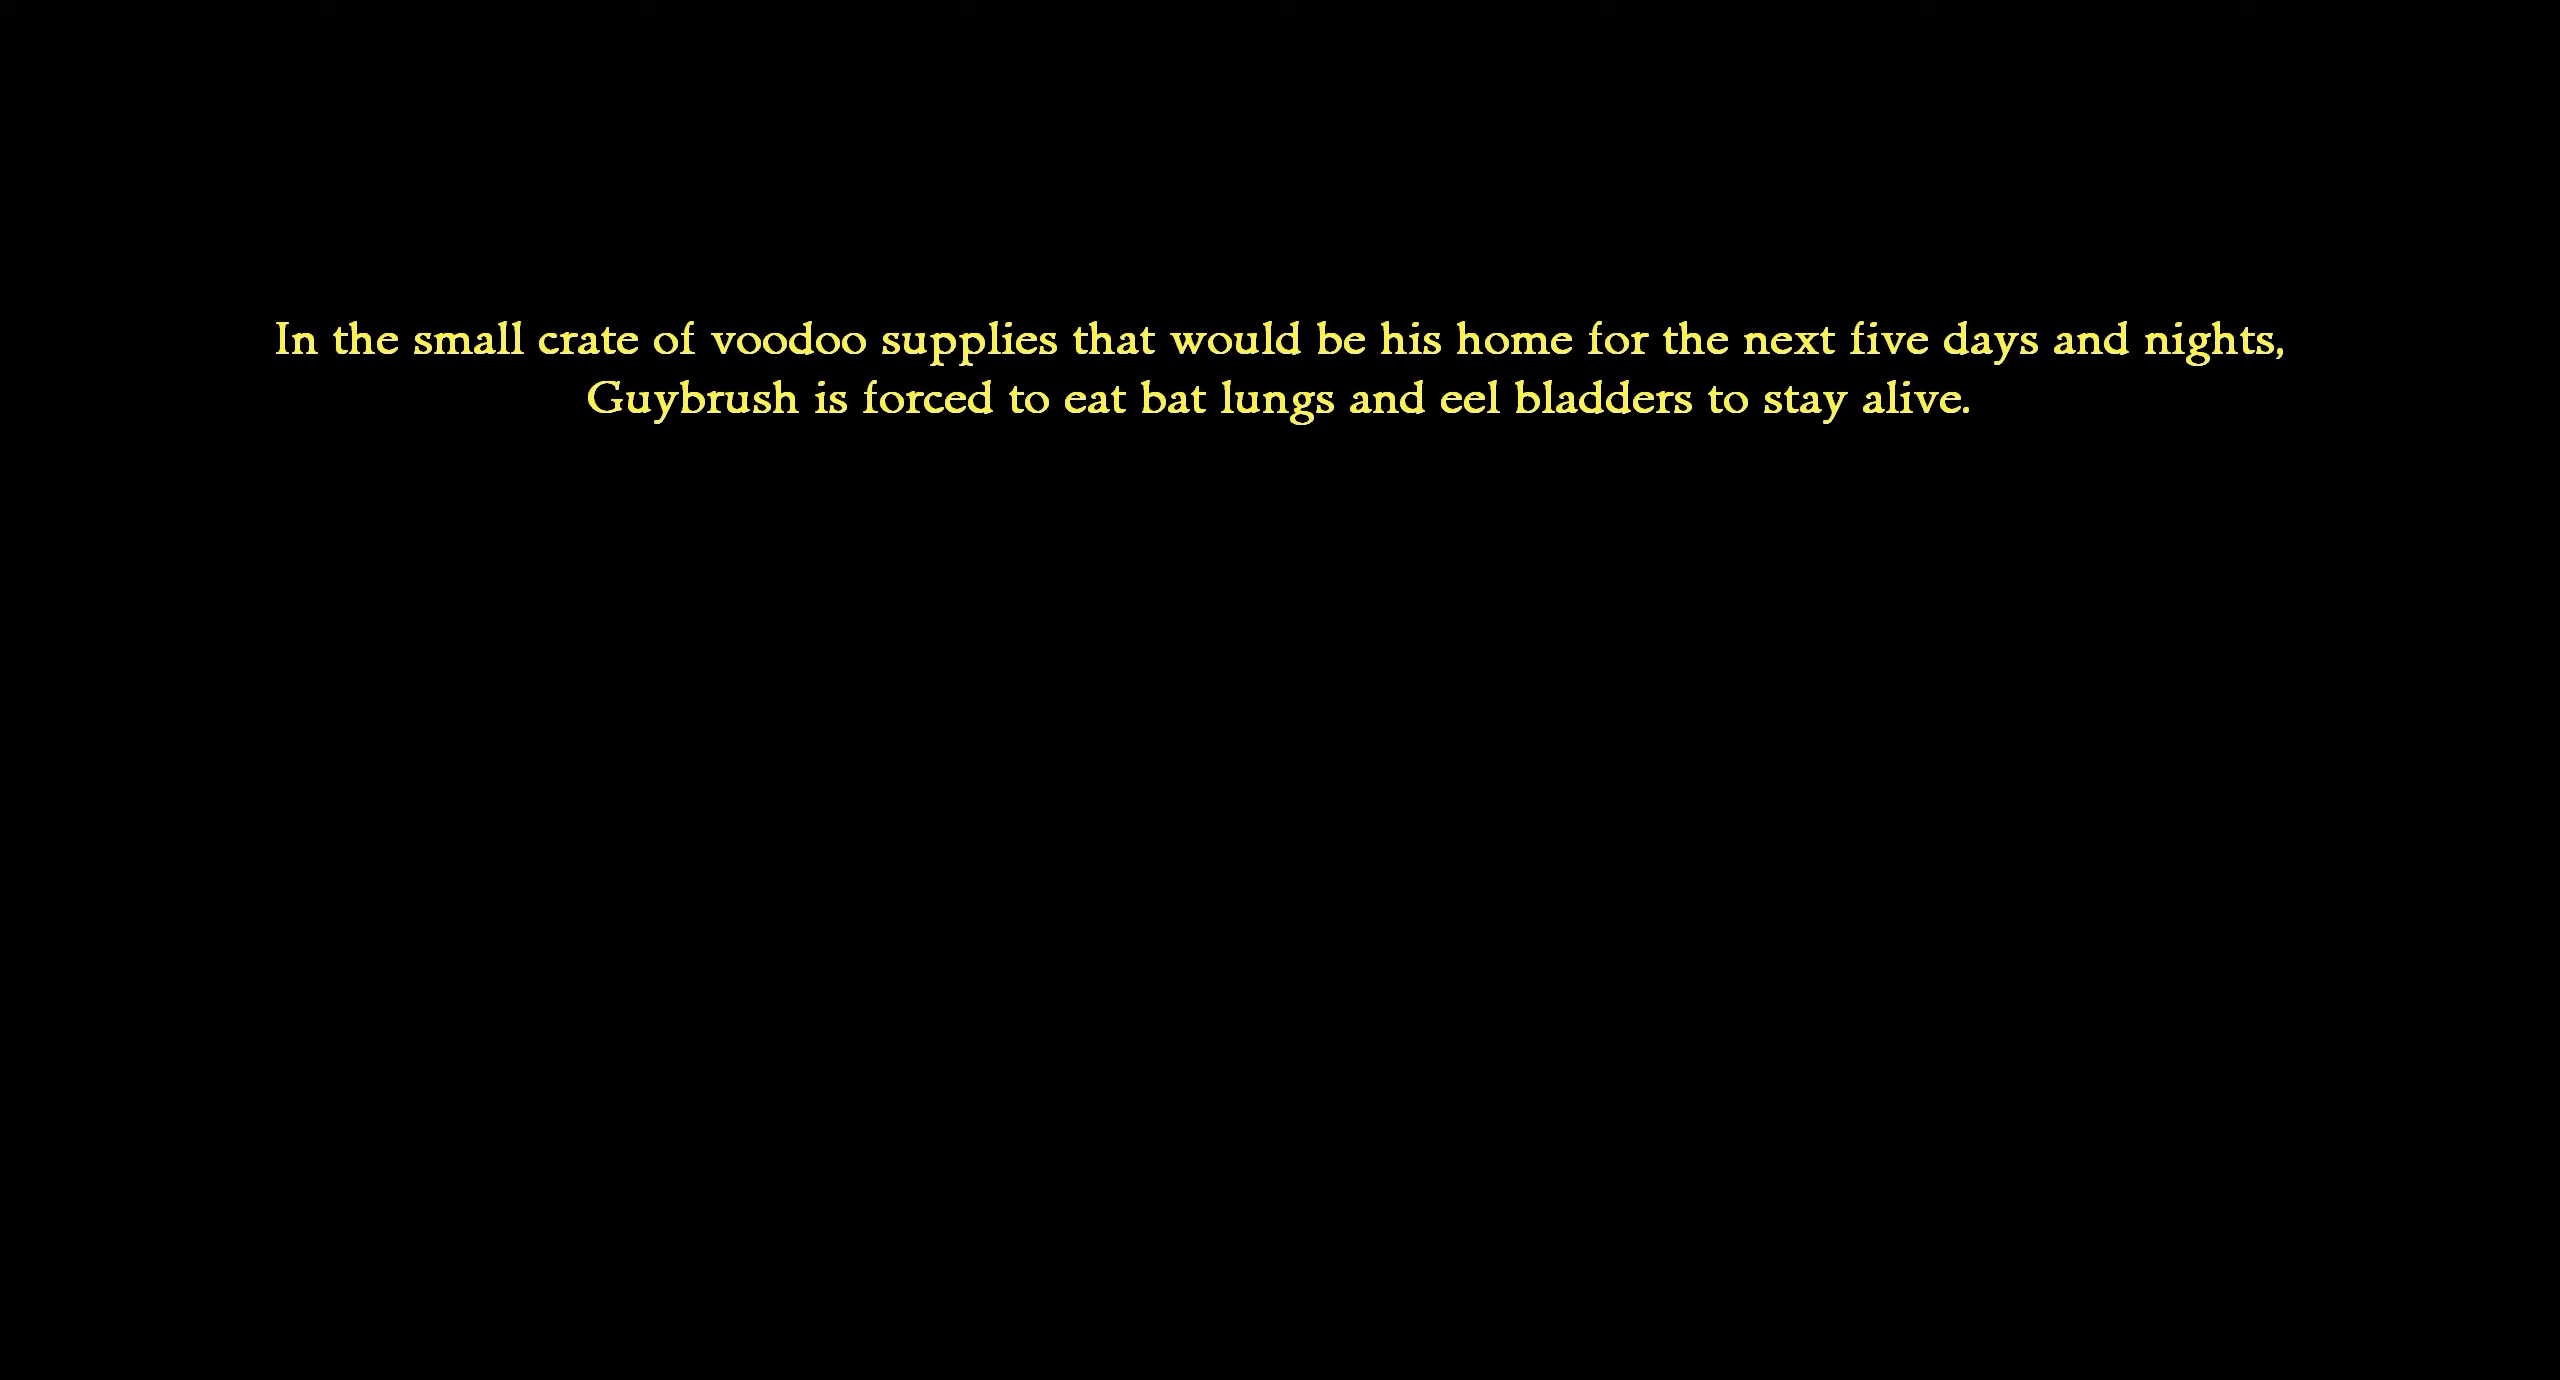 In the small crate of voodoo supplies that would be his home for the next five days and nights,
Guybrush is forced to eat bat lungs and eel bladders to stay alive.